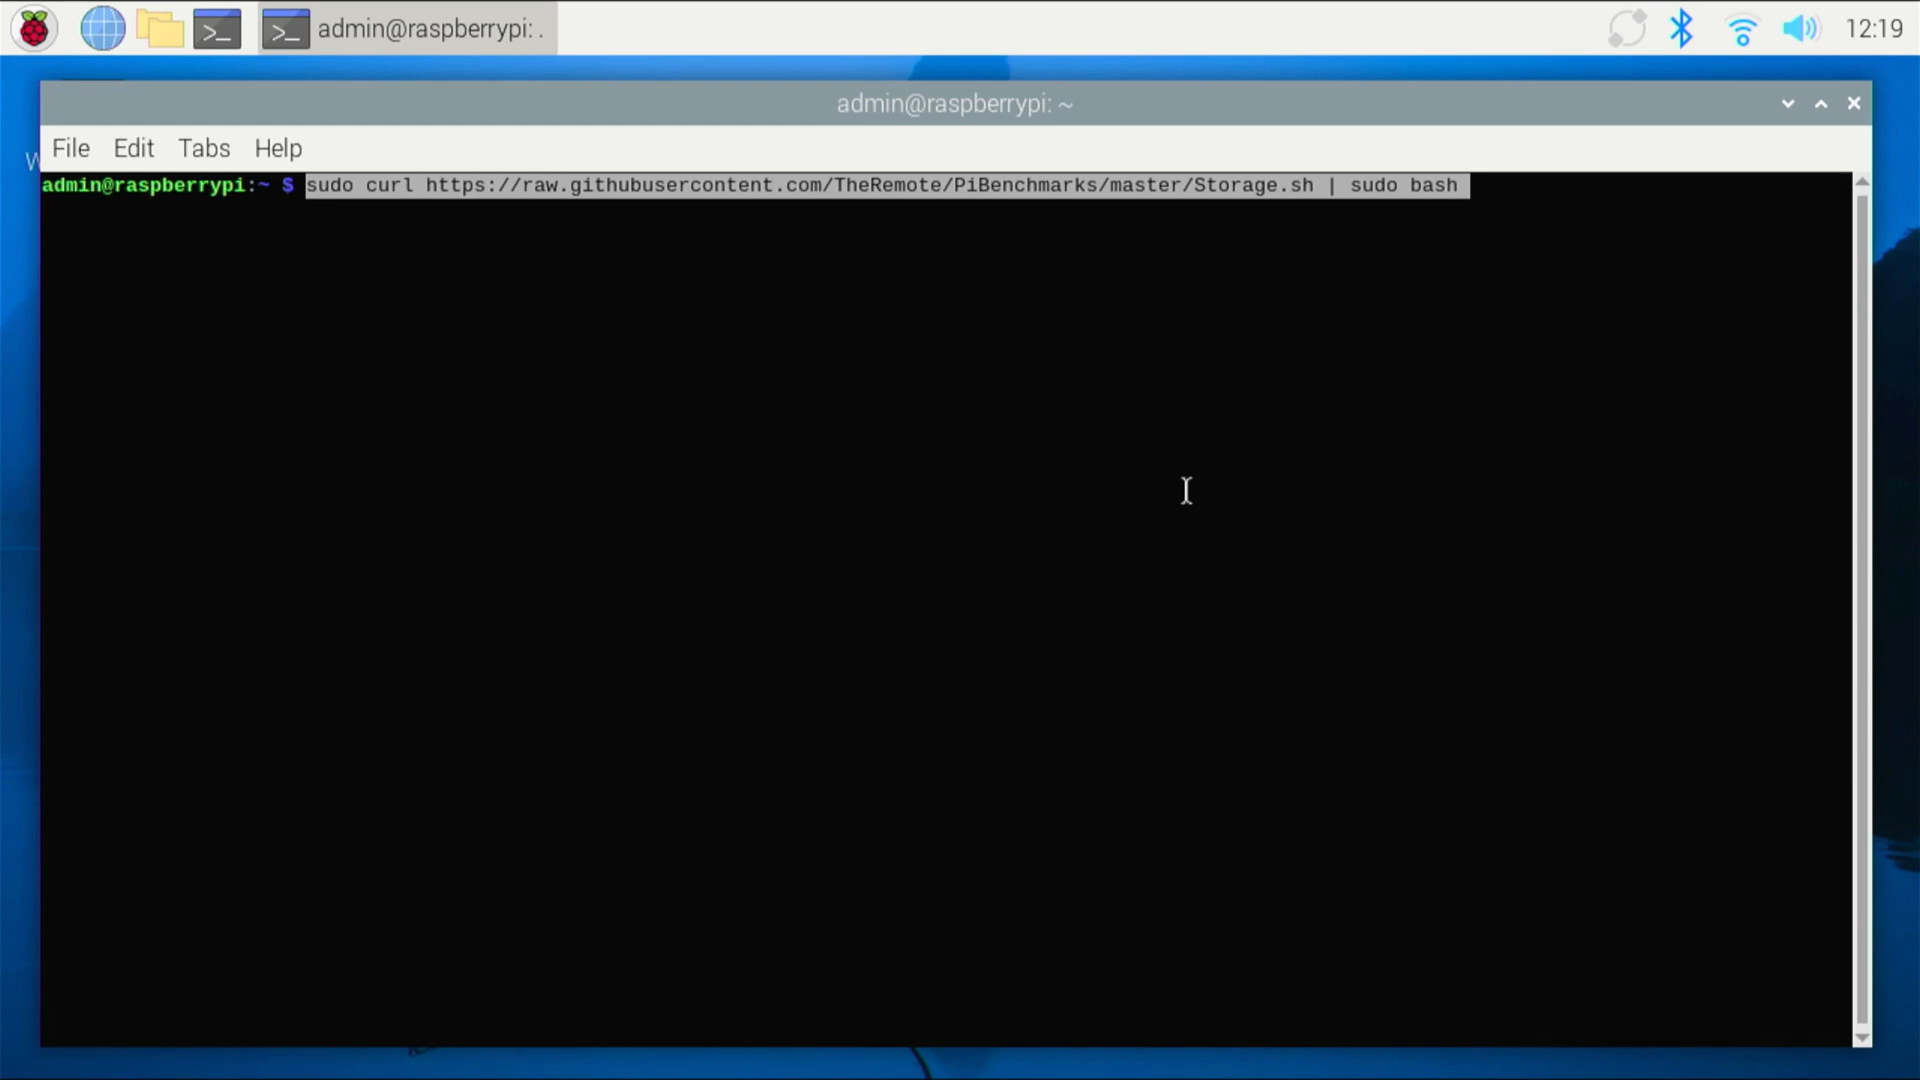 >_
>_ admin@raspberrypi: .
12:19
admin@raspberrypi: ~
File Edit Tabs Help
W
admin@raspberrypi:~ $ sudo curl https://raw.githubusercontent.com/TheRemote/PiBenchmarks/master/Storage.sh | sudo bash